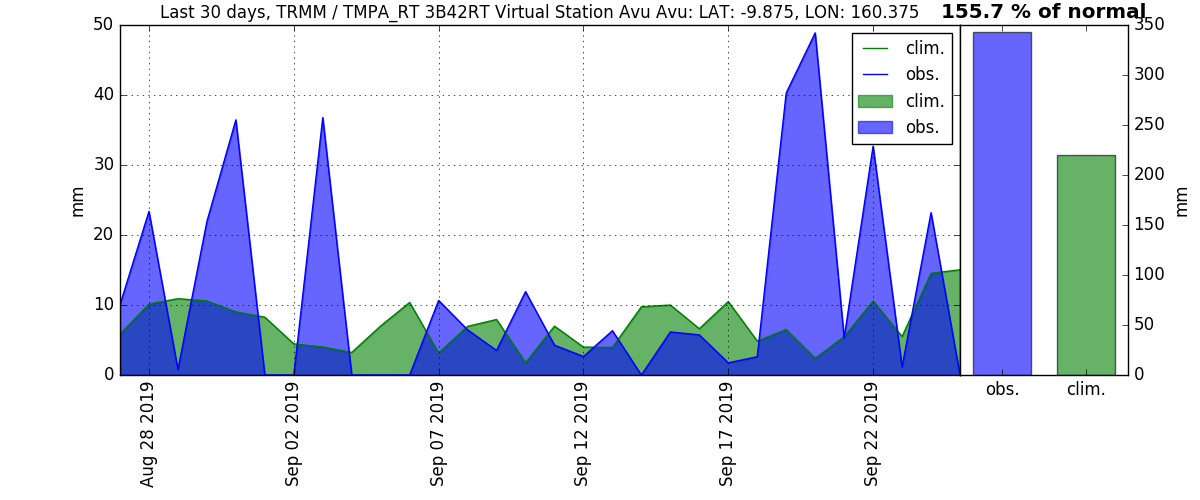 Last 30 days, TRMM / TMPA_RT 3B42RT Virtual Station Avu Avu: LAT: -9.875, LON: 160.375
155.7 % of normal
50
40
30
20
10
0
mm
clim.
obs.
clim.
obs.
350
300
250
200
150
100
50
0
mm
Aug 28 2019
Sep 02 2019
Sep 07 2019
Sep 12 2019
Sep 17 2019
Sep 22 2019
obs.
clim.